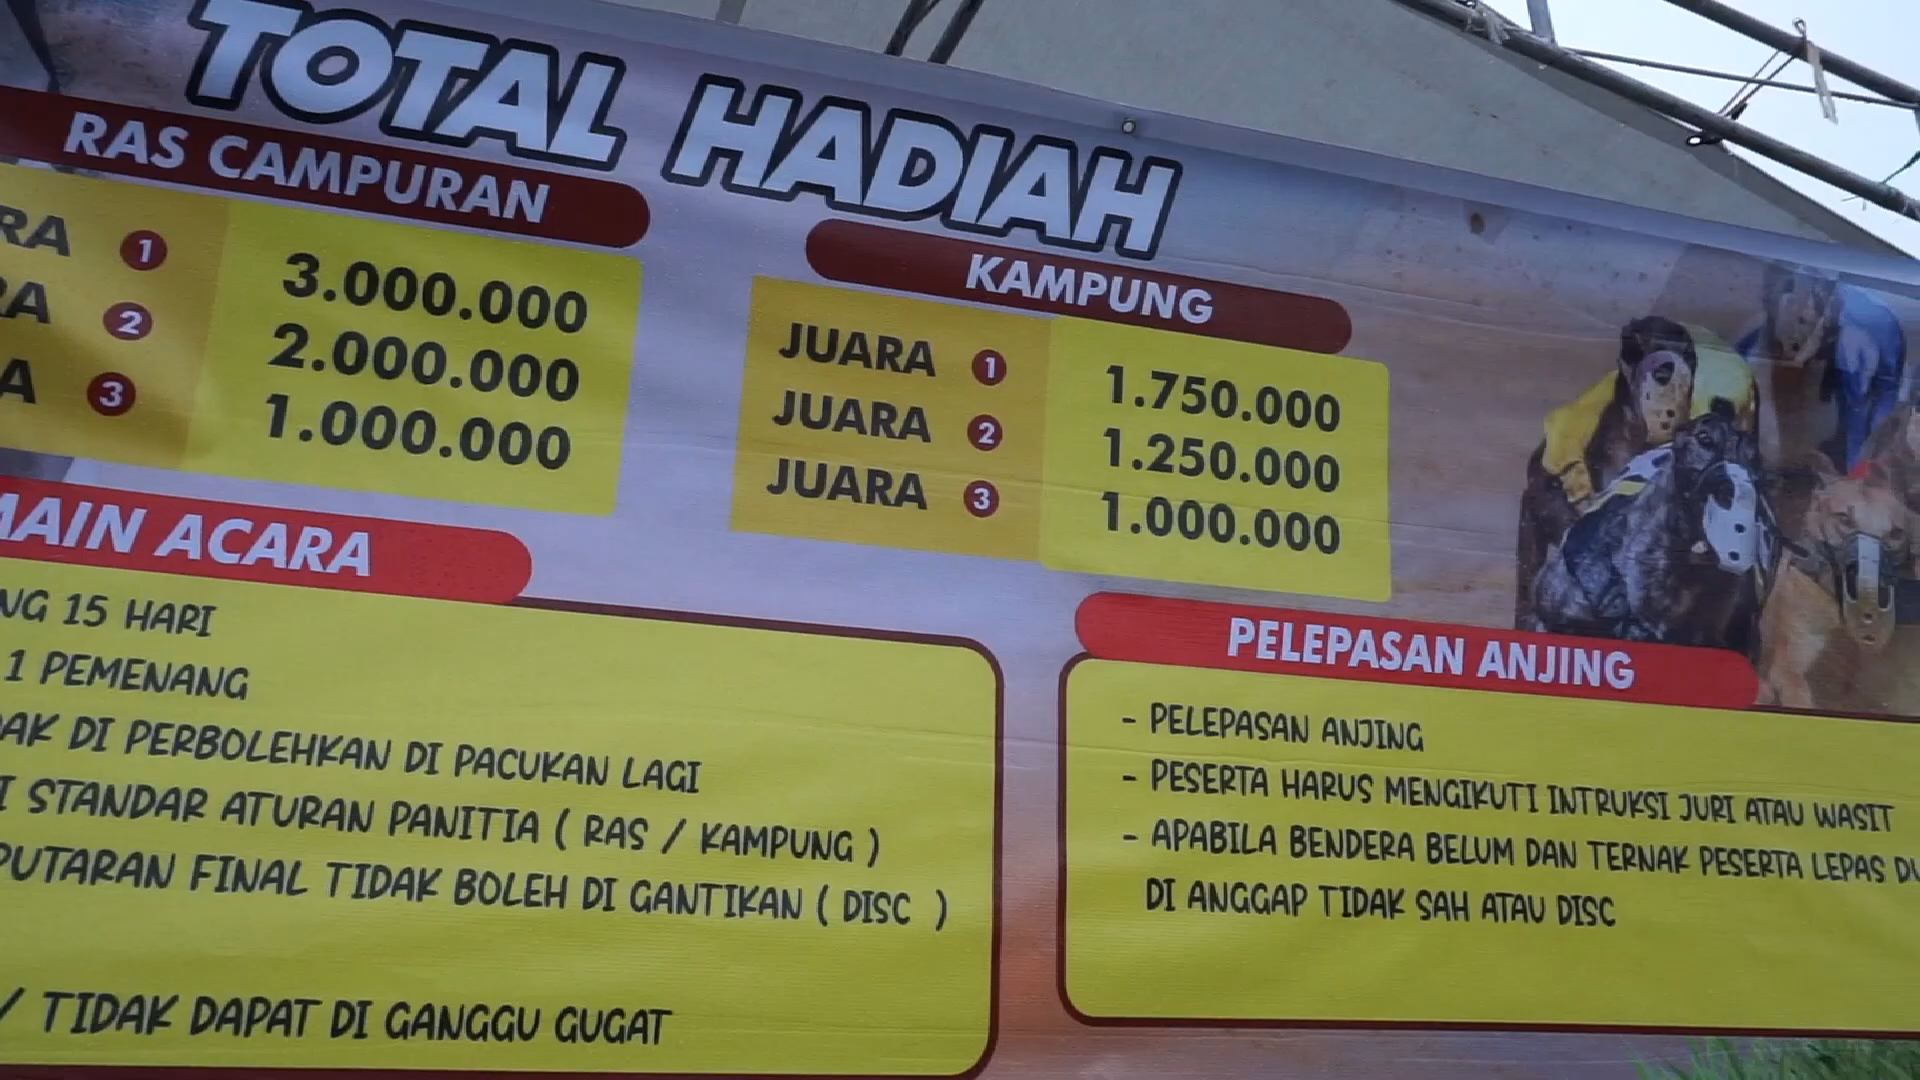 TOTAL HADIAH
RAS CAMPURAN
1 3.000.000
2 2.000.000
3 1.000.000
KAMPUNG
JUARA 1 1.750.000
JUARA 2 1.250.000
JUARA 3 1.000.000
ACARA
15 HARI
1 PEMENANG
DI PERBOLEHKAN DI PACUKAN LAGI
STANDAR ATURAN PANITIA ( RAS / KAMPUNG )
PUTARAN FINAL TIDAK BOLEH DI GANTIKAN ( DISC )
/ TIDAK DAPAT DI GANGGU GUGAT
PELEPASAN ANJING
- PELEPASAN ANJING
- PESERTA HARUS MENGIKUTI INTRUKSI JURI ATAU WASIT
- APABILA BENDERA BELUM DAN TERNAK PESERTA LEPAS
DI ANGGAP TIDAK SAH ATAU DISC